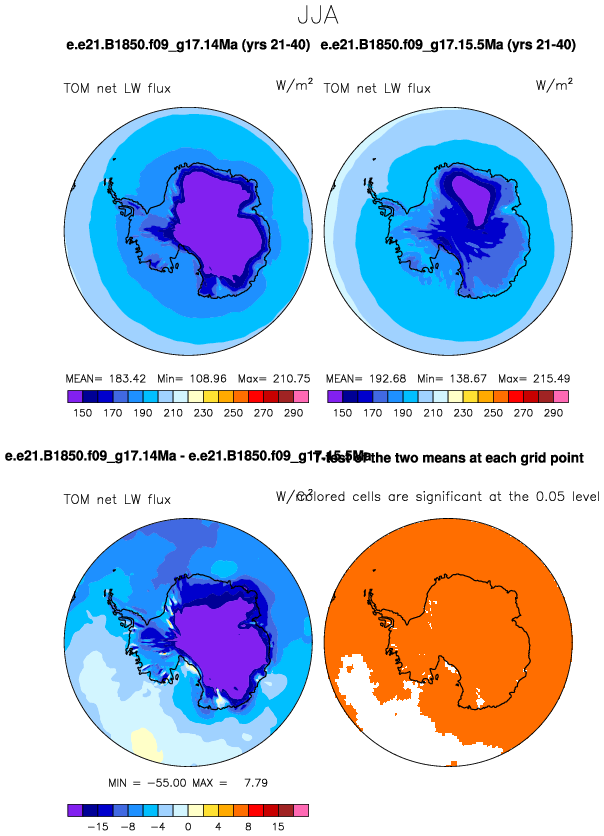 JJA
e.e21.B1850.f09_g17.14Ma (yrs 21-40) e.e21.B1850.f09_g17.15.5Ma (yrs 21-40)
TOM net LW flux W/m² TOM net LW flux W/m²
MEAN= 183.42 Min= 108.96 Max= 210.75 MEAN= 192.68 Min= 138.67 Max= 215.49
150 170 190 210 230 250 270 290 150 170 190 210 230 250 270 290
e.e21.B1850.f09_g17.14Ma - e.e21.B1850.f09_g17.15.5Ma T-test of the two means at each grid point
TOM net LW flux W/m² Colored cells are significant at the 0.05 level
MIN = -55.00 MAX = 7.79
-15 -8 -4 0 4 8 15